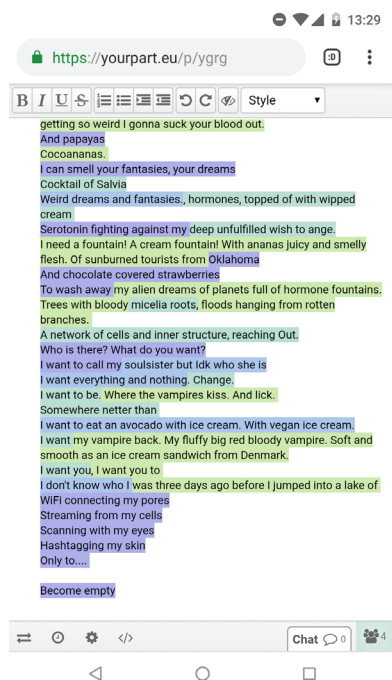 13:29
https://yourpart.eu/p/ygrg
:D
B I U S Style
getting so weird I gonna suck your blood out.
And papayas
Cocoananas.
I can smell your fantasies, your dreams
Cocktail of Salvia
Weird dreams and fantasies., hormones, topped of with wipped
cream
Serotonin fighting against my deep unfulfilled wish to ange.
I need a fountain! A cream fountain! With ananas juicy and smelly
flesh. Of sunburned tourists from Oklahoma
And chocolate covered strawberries
To wash away my alien dreams of planets full of hormone fountains.
Trees with bloody micelia roots, floods hanging from rotten
branches.
A network of cells and inner structure, reaching Out.
Who is there? What do you want?
I want to call my soulsister but Idk who she is
I want everything and nothing. Change.
I want to be. Where the vampires kiss. And lick.
Somewhere netter than
I want to eat an avocado with ice cream. With vegan ice cream.
I want my vampire back. My fluffy big red bloody vampire. Soft and
smooth as an ice cream sandwich from Denmark.
I want you, I want you to
I don't know who I was three days ago before I jumped into a lake of
WiFi connecting my pores
Streaming from my cells
Scanning with my eyes
Hashtagging my skin
Only to....
Become empty
Chat 0
4